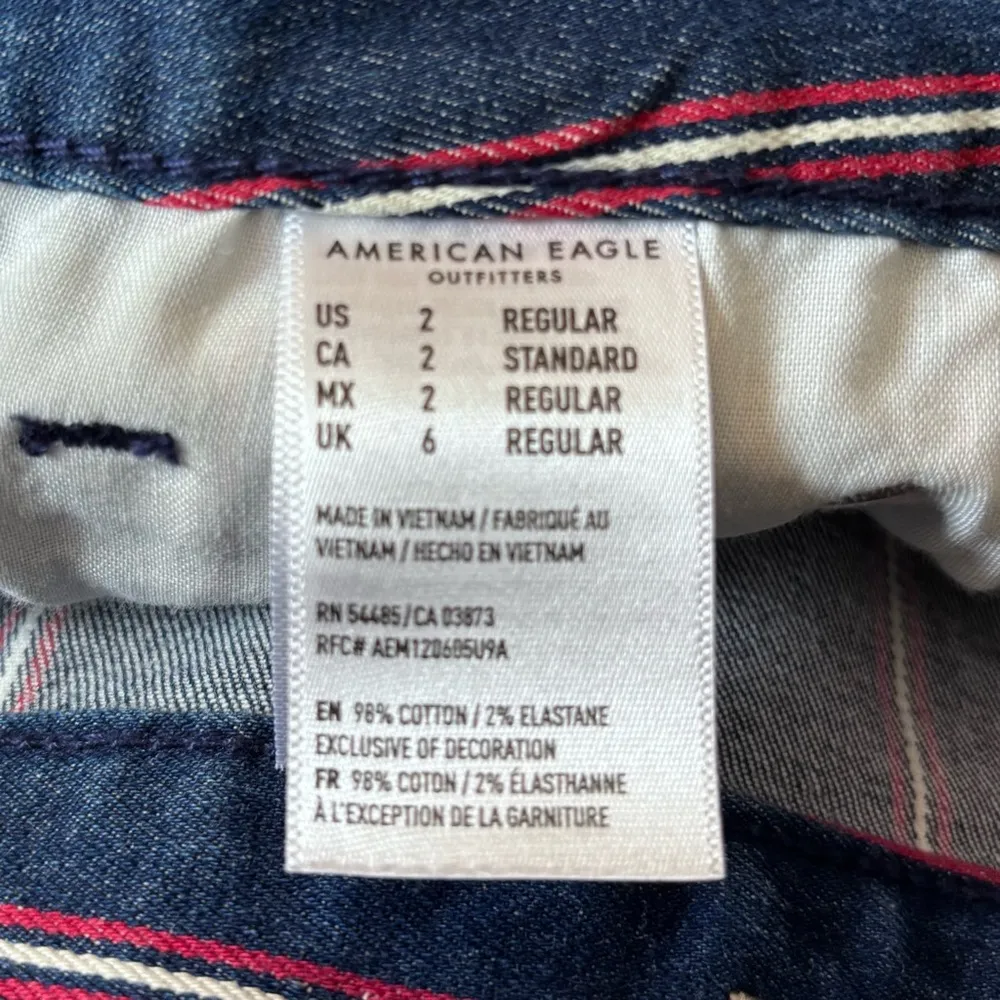 AMERICAN EAGLE
OUTFITTERS
US 2 REGULAR
CA 2 STANDARD
MX 2 REGULAR
UK 6 REGULAR
MADE IN VIETNAM / FABRIQUÉ AU
VIETNAM / HECHO EN VIETNAM
RN 54485/CA 03873
RFC# AEM120605U9A
EN 98% COTTON / 2% ELASTANE
EXCLUSIVE OF DECORATION
FR 98% COTON / 2% ÉLASTHANNE
À L'EXCEPTION DE LA GARNITURE